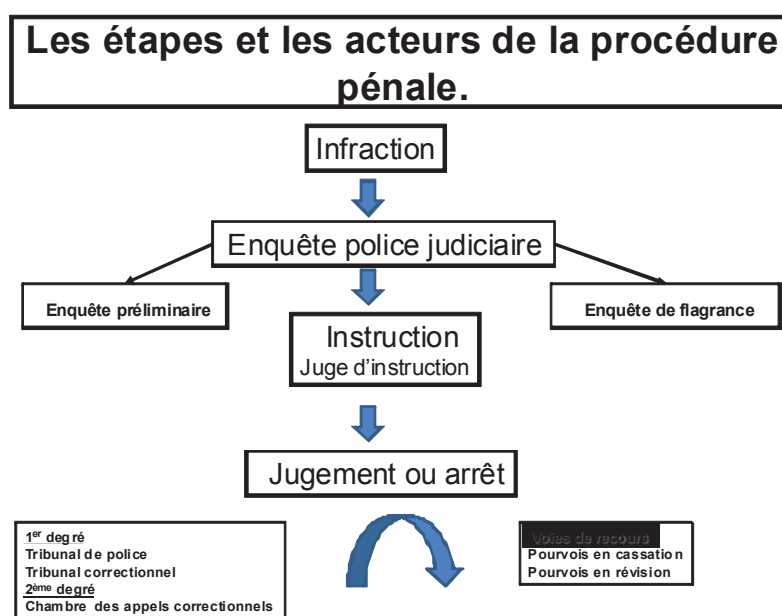 Les étapes et les acteurs de la procédure
pénale.
Infraction
Enquête police judiciaire
Enquête préliminaire
Enquête de flagrance
Instruction
Juge d’instruction
Jugement ou arrêt
1er degré
Tribunal de police
Tribunal correctionnel
2ème degré
Chambre des appels correctionnels
Voies de recours
Pourvois en cassation
Pourvois en révision